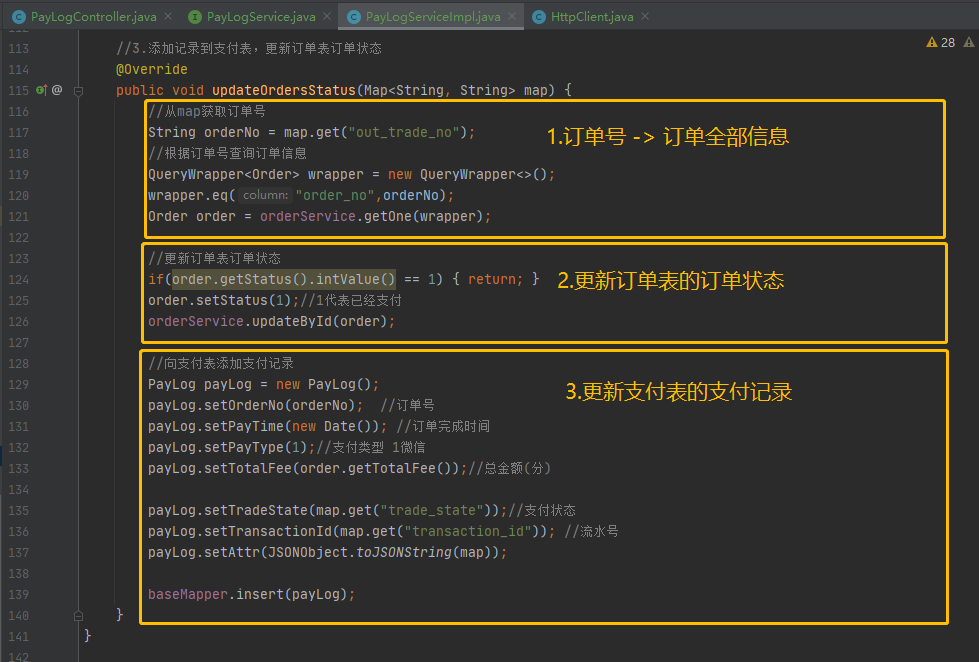 PayLogController.java
PayLogService.java
PayLogServiceImpl.java
HttpClient.java
28
113 //3.添加记录到支付表，更新订单表订单状态
114 @Override
115 @ public void updateOrdersStatus(Map<String, String> map) {
116 //从map获取订单号
117 String orderNo = map.get("out_trade_no");
118 //根据订单号查询订单信息
119 QueryWrapper<Order> wrapper = new QueryWrapper<>();
120 wrapper.eq( column: "order_no",orderNo);
121 Order order = orderService.getOne(wrapper);
1.订单号 -> 订单全部信息
122
123 //更新订单表订单状态
124 if(order.getStatus().intValue() == 1) { return; }
125 order.setStatus(1);//1代表已经支付
126 orderService.updateById(order);
2.更新订单表的订单状态
127
128 //向支付表添加支付记录
129 PayLog payLog = new PayLog();
130 payLog.setOrderNo(orderNo);  //订单号
131 payLog.setPayTime(new Date()); //订单完成时间
132 payLog.setPayType(1);//支付类型 1微信
133 payLog.setTotalFee(order.getTotalFee());//总金额(分)
3.更新支付表的支付记录
134
135 payLog.setTradeState(map.get("trade_state"));//支付状态
136 payLog.setTransactionId(map.get("transaction_id")); //流水号
137 payLog.setAttr(JSONObject.toJSONString(map));
138
139 baseMapper.insert(payLog);
140 }
141 }
142